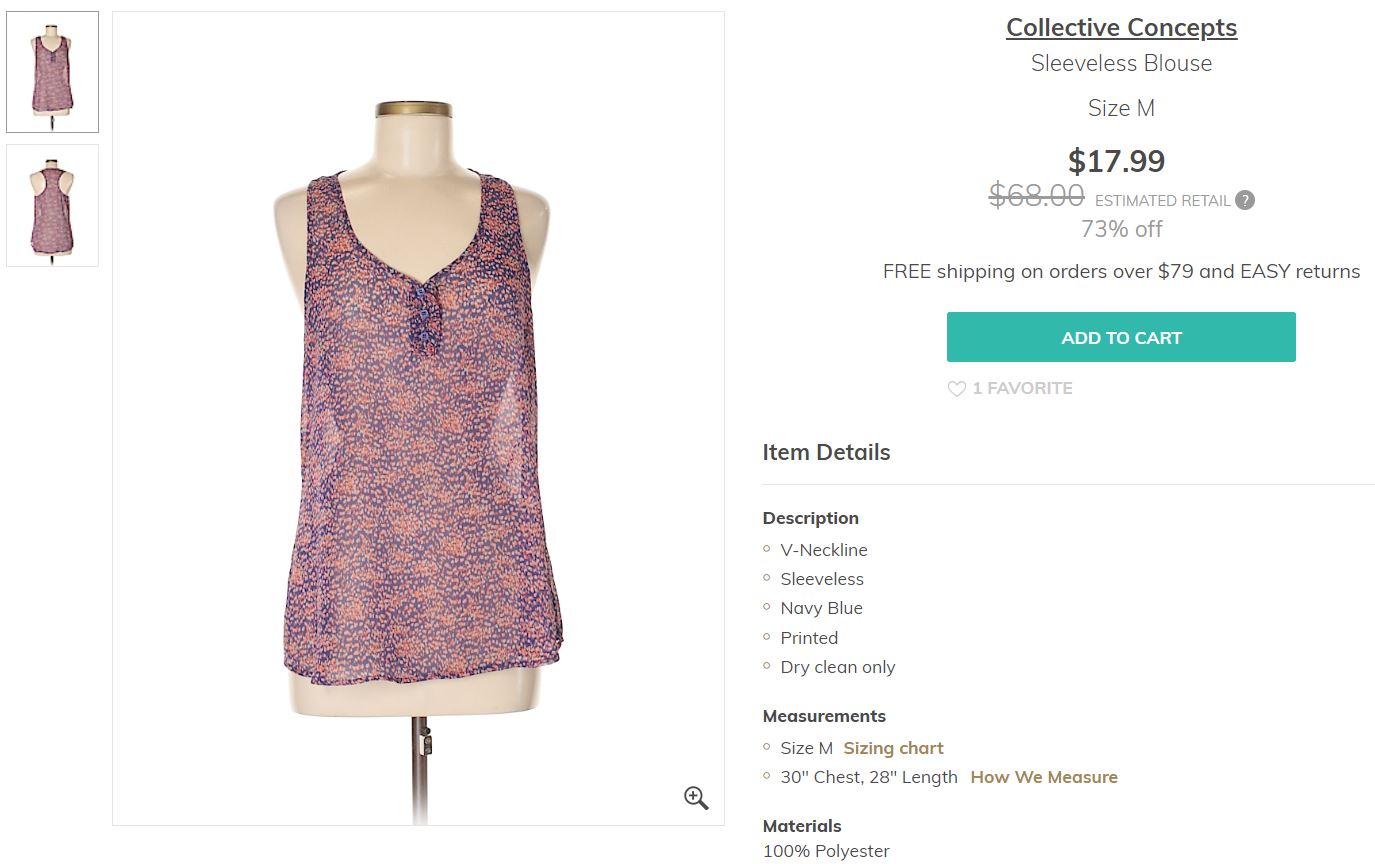 Collective Concepts
Sleeveless Blouse
Size M
$17.99
$68.00 ESTIMATED RETAIL ?
73% off
FREE shipping on orders over $79 and EASY returns
ADD TO CART
1 FAVORITE
Item Details
Description
V-Neckline
Sleeveless
Navy Blue
Printed
Dry clean only
Measurements
Size M Sizing chart
30" Chest, 28" Length How We Measure
Materials
100% Polyester